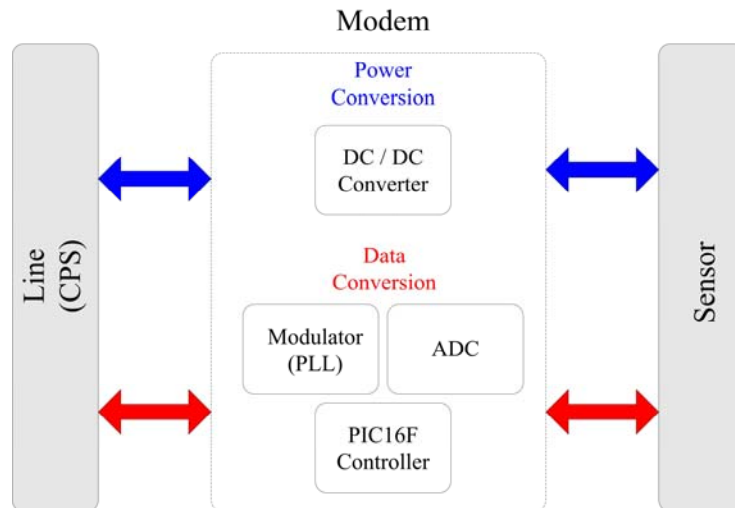 Modem
Power
Conversion
DC / DC
Converter
Line
(CPS)
Data
Conversion
Modulator
(PLL)
ADC
PIC16F
Controller
Sensor